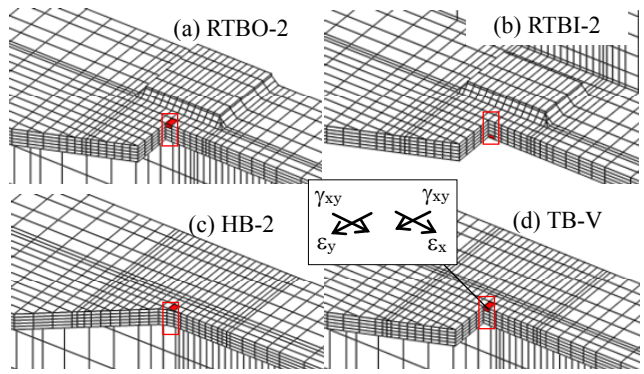 (a) RTBO-2
(b) RTBI-2
(c) HB-2
γxy γxy
εy εx
(d) TB-V